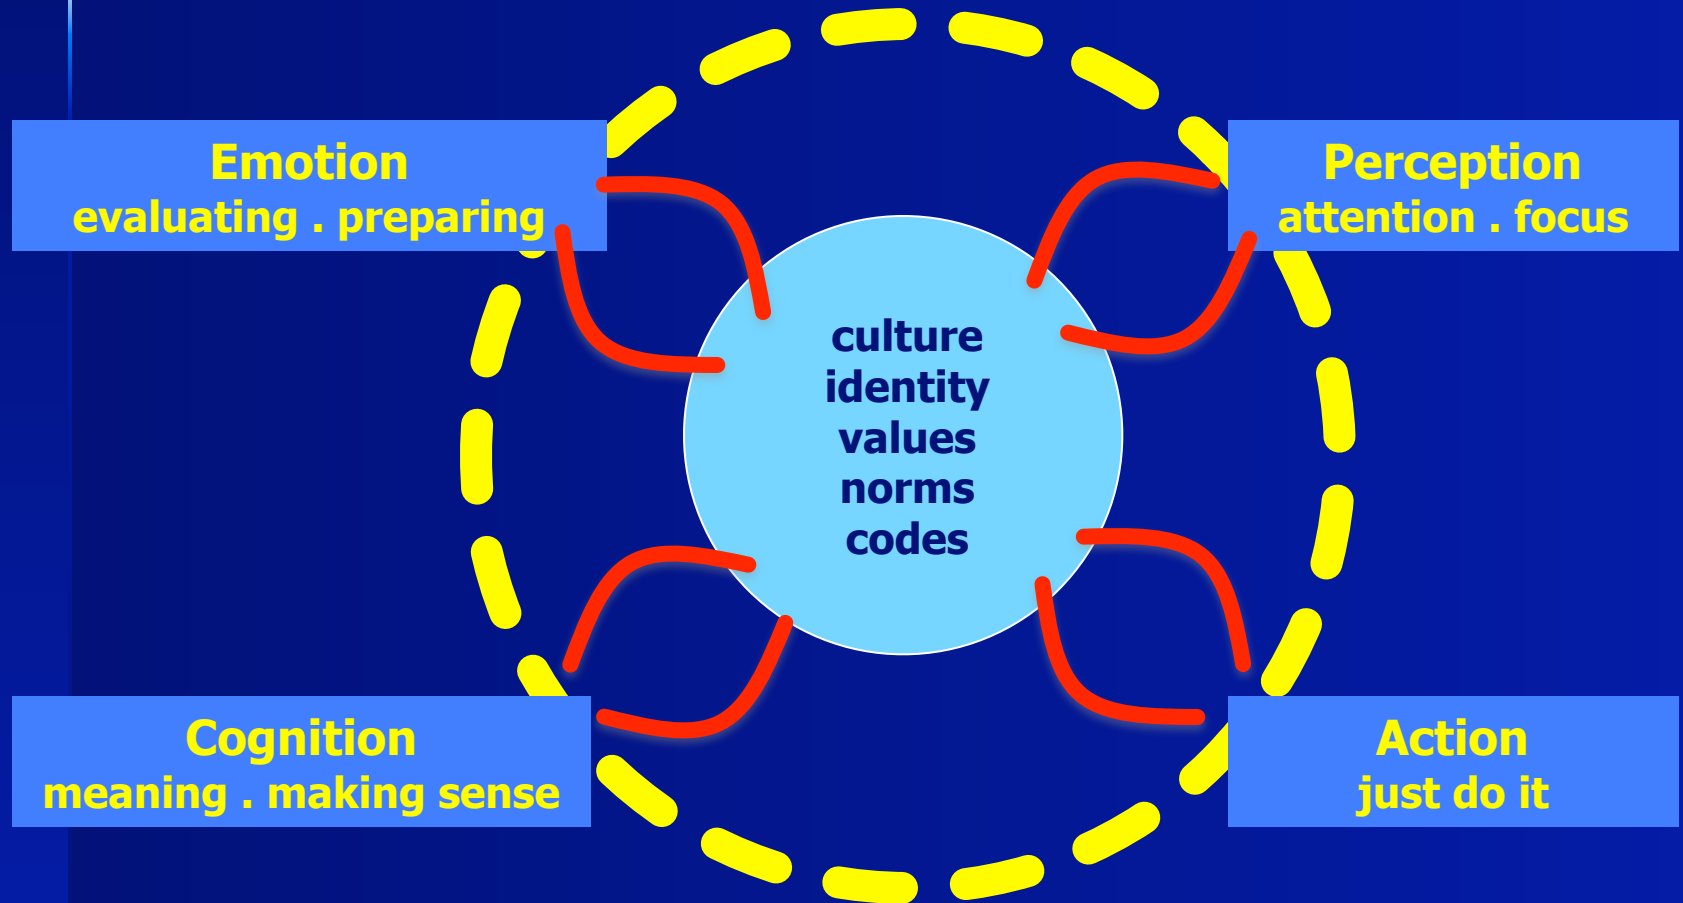 Emotion
evaluating . preparing
Perception
attention . focus
culture
identity
values
norms
codes
Cognition
meaning . making sense
Action
just do it